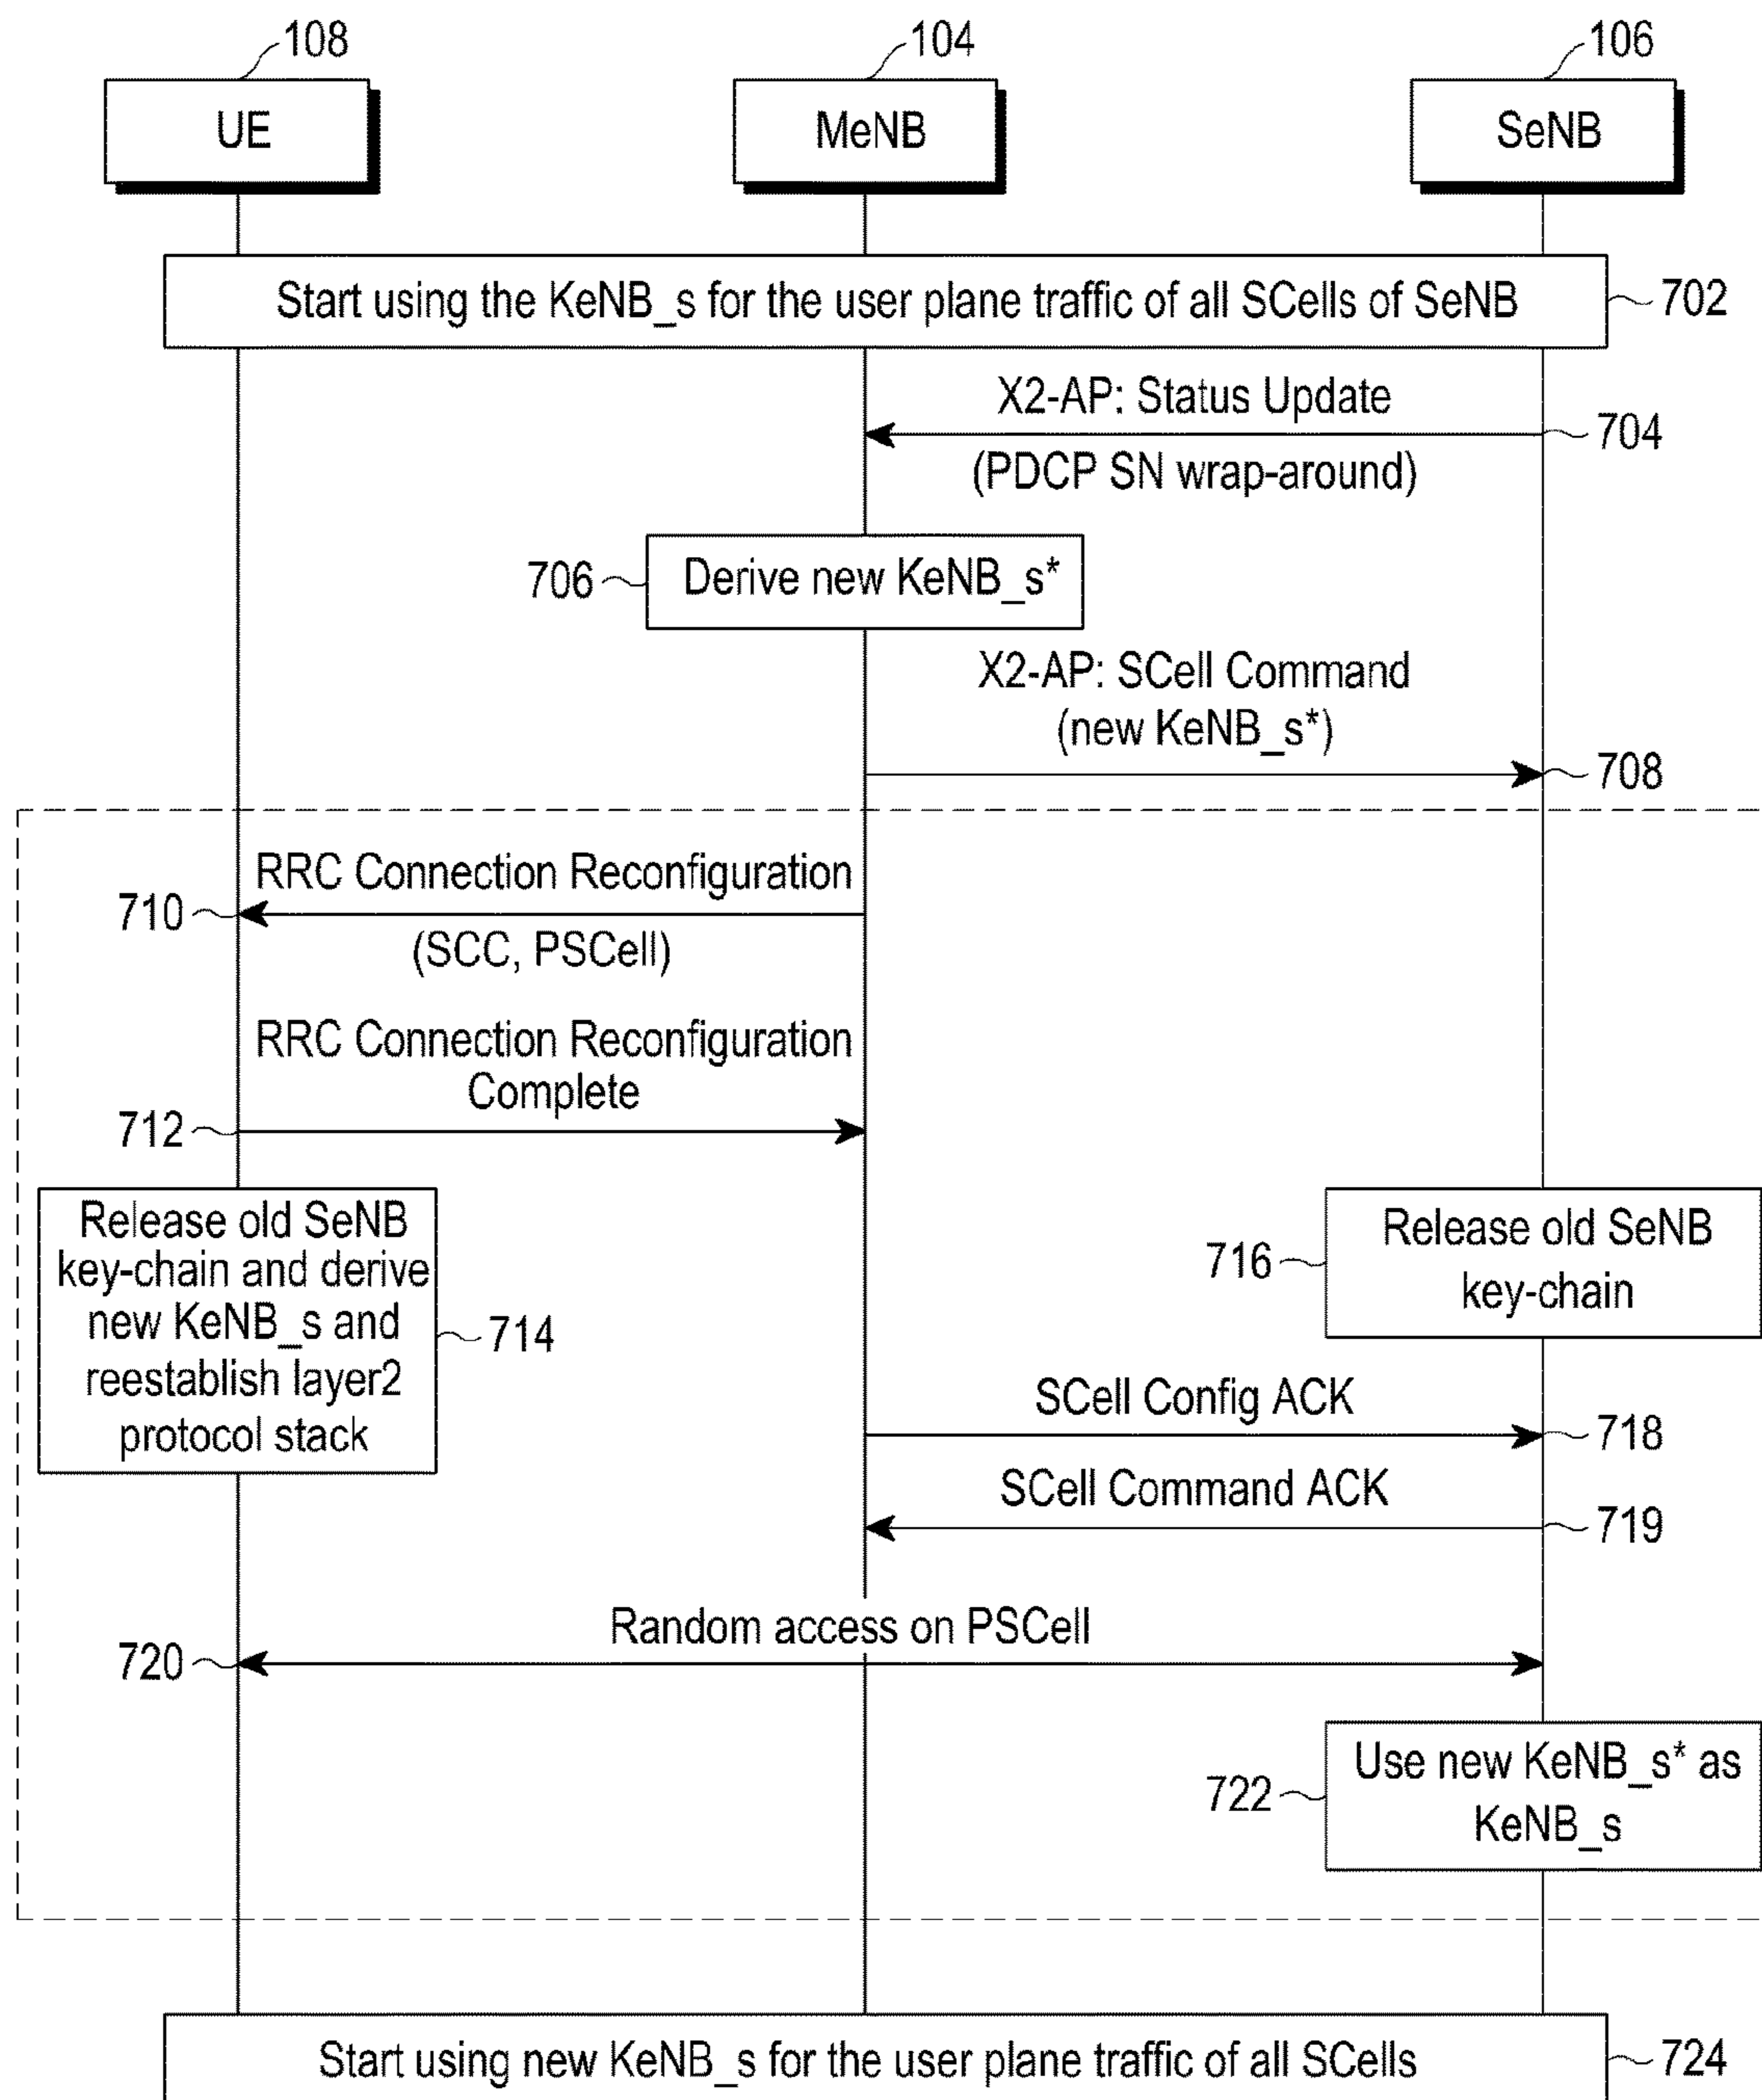 108
104
106
UE
MeNB
SeNB
Start using the KeNB_s for the user plane traffic of all SCells of SeNB
702
X2-AP: Status Update
704
(PDCP SN wrap-around)
706
Derive new KeNB_s*
X2-AP: SCell Command
(new KeNB_s*)
708
RRC Connection Reconfiguration
710
(SCC, PSCell)
RRC Connection Reconfiguration
Complete
712
Release old SeNB
key-chain and derive
new KeNB_s and
reestablish layer2
protocol stack
714
716
Release old SeNB
key-chain
SCell Config ACK
718
SCell Command ACK
719
Random access on PSCell
720
722
Use new KeNB_s* as
KeNB_s
Start using new KeNB_s for the user plane traffic of all SCells
724